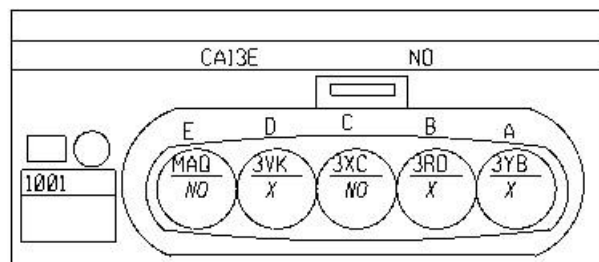 CA13E NO
E D C B A
MAQ 3VK 3XC 3RD 3YB
NO X NO X X
1001